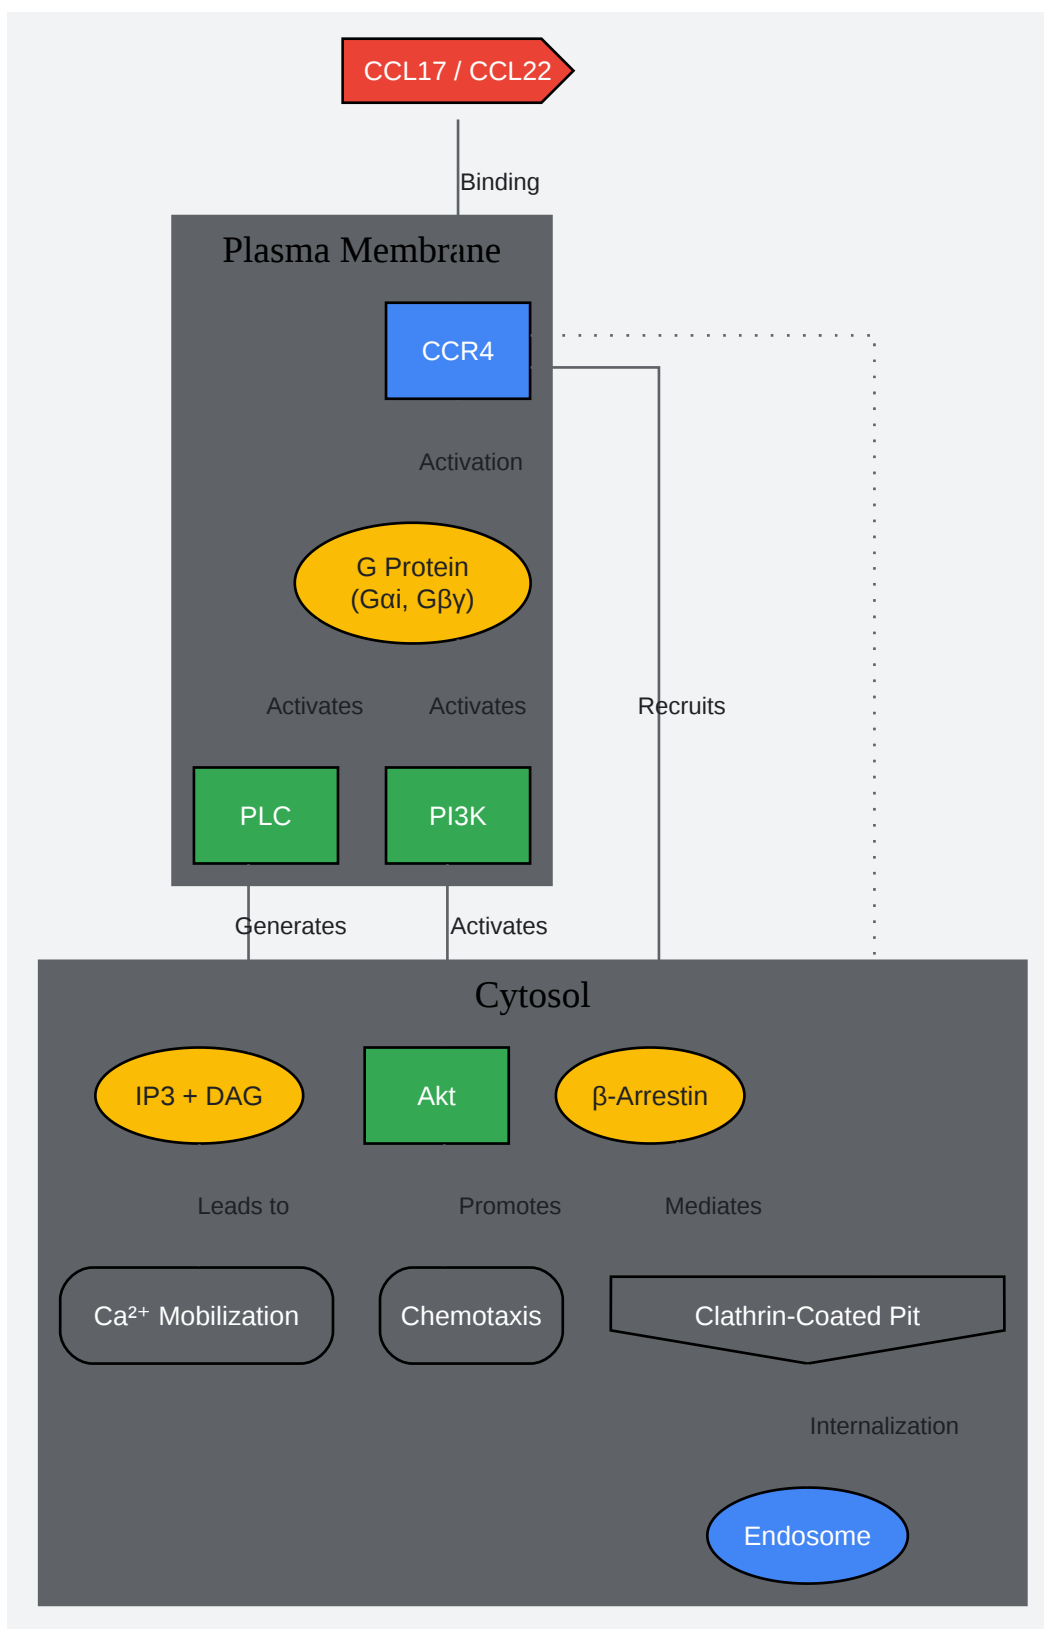 CCL17 / CCL22
Binding
Plasma Membrane
CCR4
Activation
G Protein
(Gαi, Gβγ)
Activates
Activates
Recruits
PLC
PI3K
Generates
Activates
Cytosol
IP3 + DAG
Akt
β-Arrestin
Leads to
Promotes
Mediates
Ca²⁺ Mobilization
Chemotaxis
Clathrin-Coated Pit
Internalization
Endosome